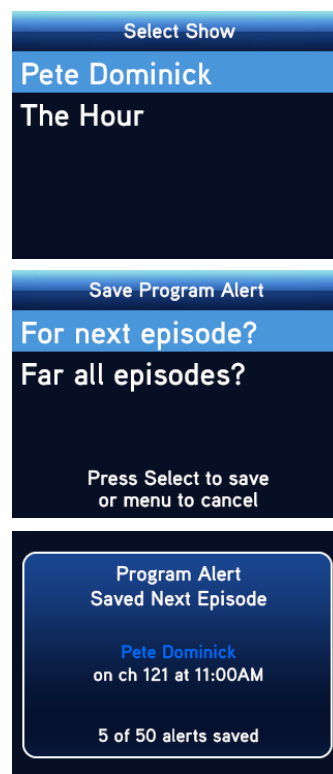 Select Show
Pete Dominick
The Hour
Save Program Alert
For next episode?
Far all episodes?
Press Select to save
or menu to cancel
Program Alert
Saved Next Episode
Pete Dominick
on ch 121 at 11:00AM
5 of 50 alerts saved